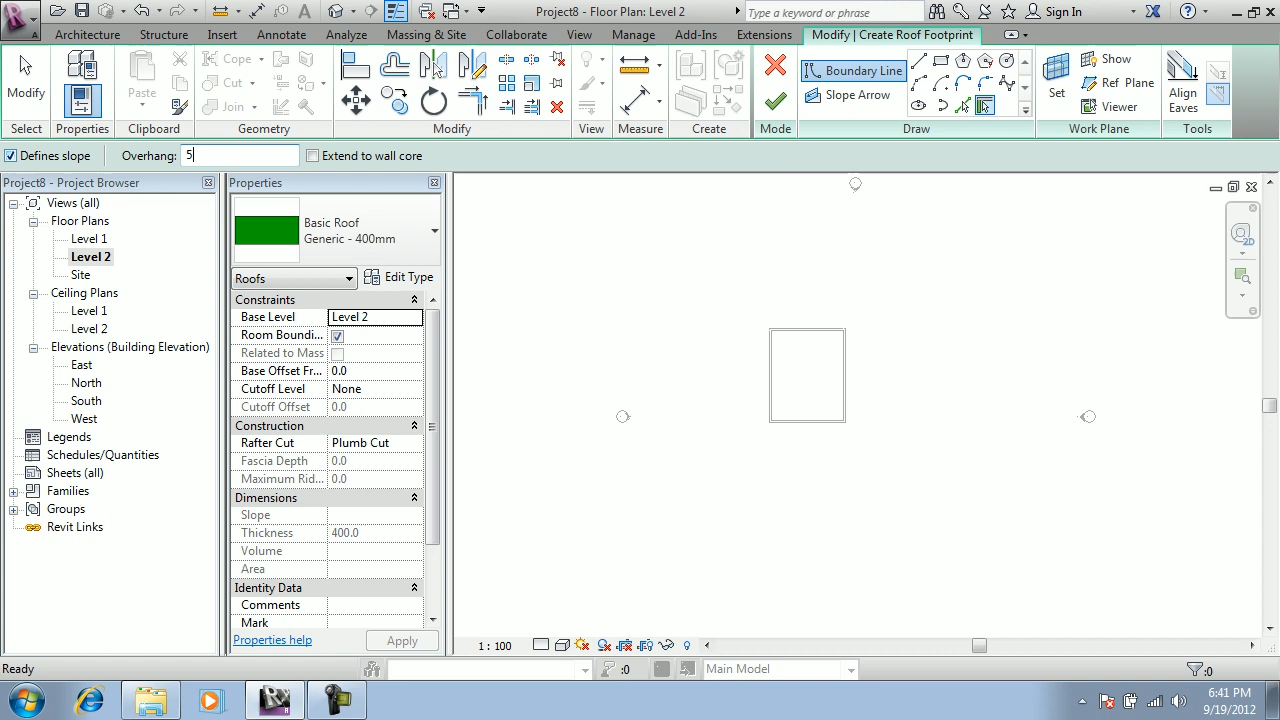 Project8 - Floor Plan: Level 2
Type a keyword or phrase
Sign In
Architecture
Structure
Insert
Annotate
Analyze
Massing & Site
Collaborate
View
Manage
Add-Ins
Extensions
Modify | Create Roof Footprint
Modify
Paste
Cope
Cut
Join
Boundary Line
Slope Arrow
Set
Show
Ref Plane
Viewer
Align
Eaves
Select
Properties
Clipboard
Geometry
Modify
View
Measure
Create
Mode
Draw
Work Plane
Tools
Defines slope
Overhang: 5
Extend to wall core
Project8 - Project Browser
Views (all)
Floor Plans
Level 1
Level 2
Site
Ceiling Plans
Level 1
Level 2
Elevations (Building Elevation)
East
North
South
West
Legends
Schedules/Quantities
Sheets (all)
Families
Groups
Revit Links
Properties
Basic Roof
Generic - 400mm
Roofs
Edit Type
Constraints
Base Level Level 2
Room Boundi...
Related to Mass
Base Offset Fr... 0.0
Cutoff Level None
Cutoff Offset 0.0
Construction
Rafter Cut Plumb Cut
Fascia Depth 0.0
Maximum Rid... 0.0
Dimensions
Slope
Thickness 400.0
Volume
Area
Identity Data
Comments
Mark
Properties help
Apply
2D
1 : 100
Ready
:0
Main Model
:0
6:41 PM
9/19/2012